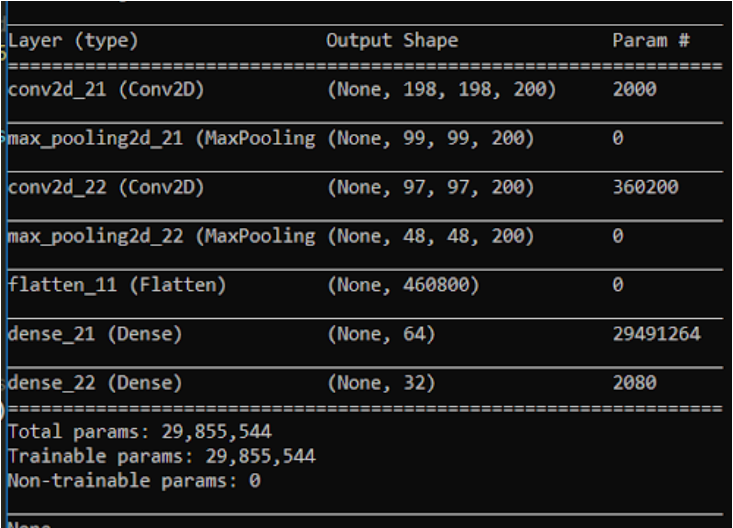 Layer (type) Output Shape Param #
=================================================================
conv2d_21 (Conv2D) (None, 198, 198, 200) 2000
max_pooling2d_21 (MaxPooling (None, 99, 99, 200) 0
conv2d_22 (Conv2D) (None, 97, 97, 200) 360200
max_pooling2d_22 (MaxPooling (None, 48, 48, 200) 0
flatten_11 (Flatten) (None, 460800) 0
dense_21 (Dense) (None, 64) 29491264
dense_22 (Dense) (None, 32) 2080
=================================================================
Total params: 29,855,544
Trainable params: 29,855,544
Non-trainable params: 0
None